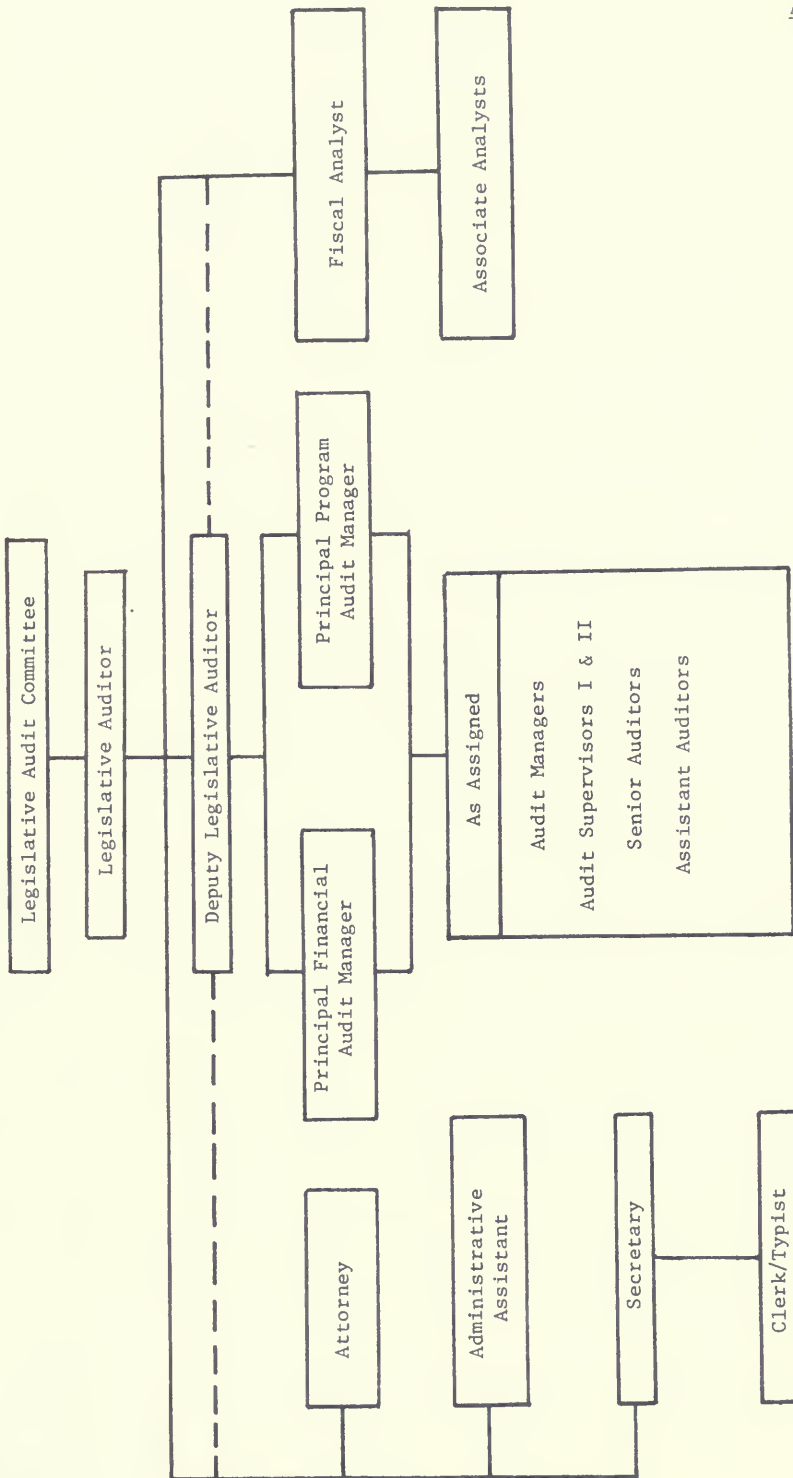 Legislative Audit Committee
Legislative Auditor
Deputy Legislative Auditor
Attorney
Principal Financial
Audit Manager
Principal Program
Audit Manager
Fiscal Analyst
Administrative
Assistant
As Assigned
Audit Managers
Audit Supervisors I & II
Senior Auditors
Assistant Auditors
Associate Analysts
Secretary
Clerk/Typist